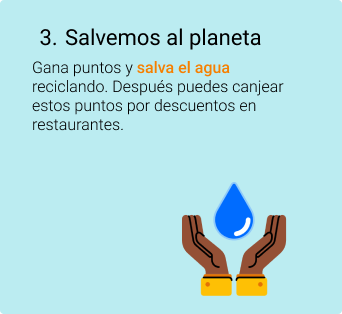 3. Salvemos al planeta
Gana puntos y salva el agua
reciclando. Después puedes canjear
estos puntos por descuentos en
restaurantes.